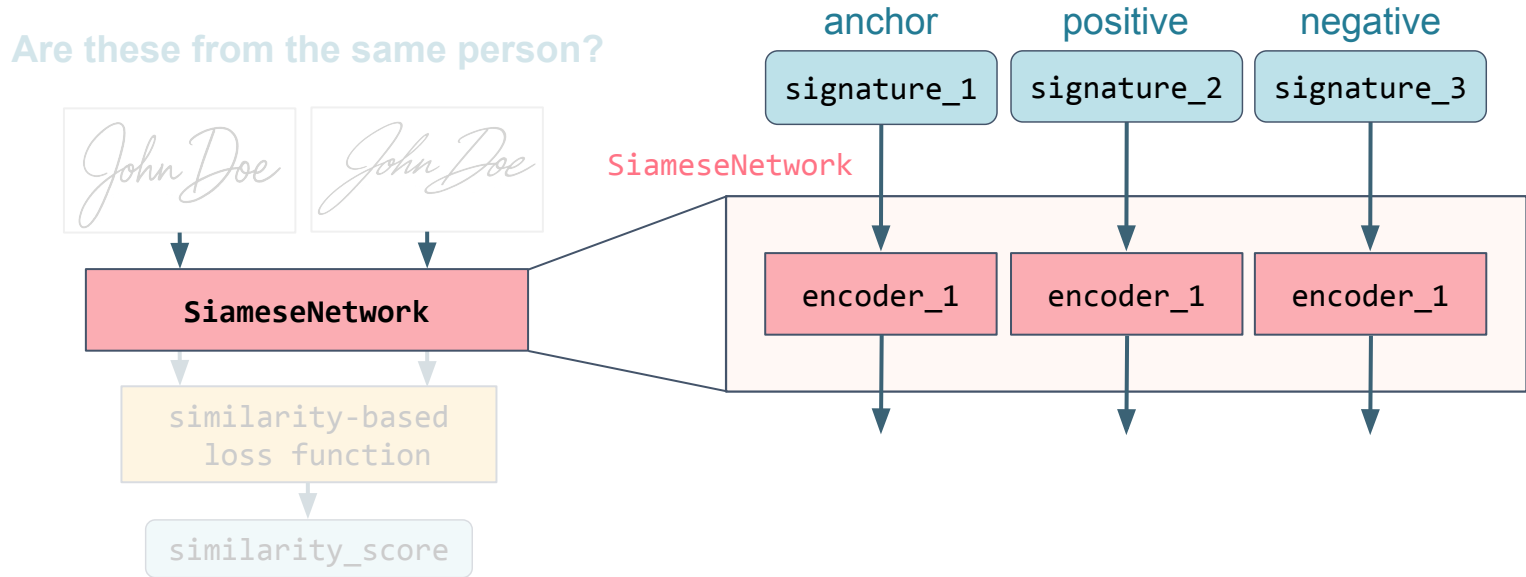 Are these from the same person?
John Doe
John Doe
SiameseNetwork
similarity-based
loss function
similarity_score
anchor
positive
negative
signature_1
signature_2
signature_3
SiameseNetwork
encoder_1
encoder_1
encoder_1